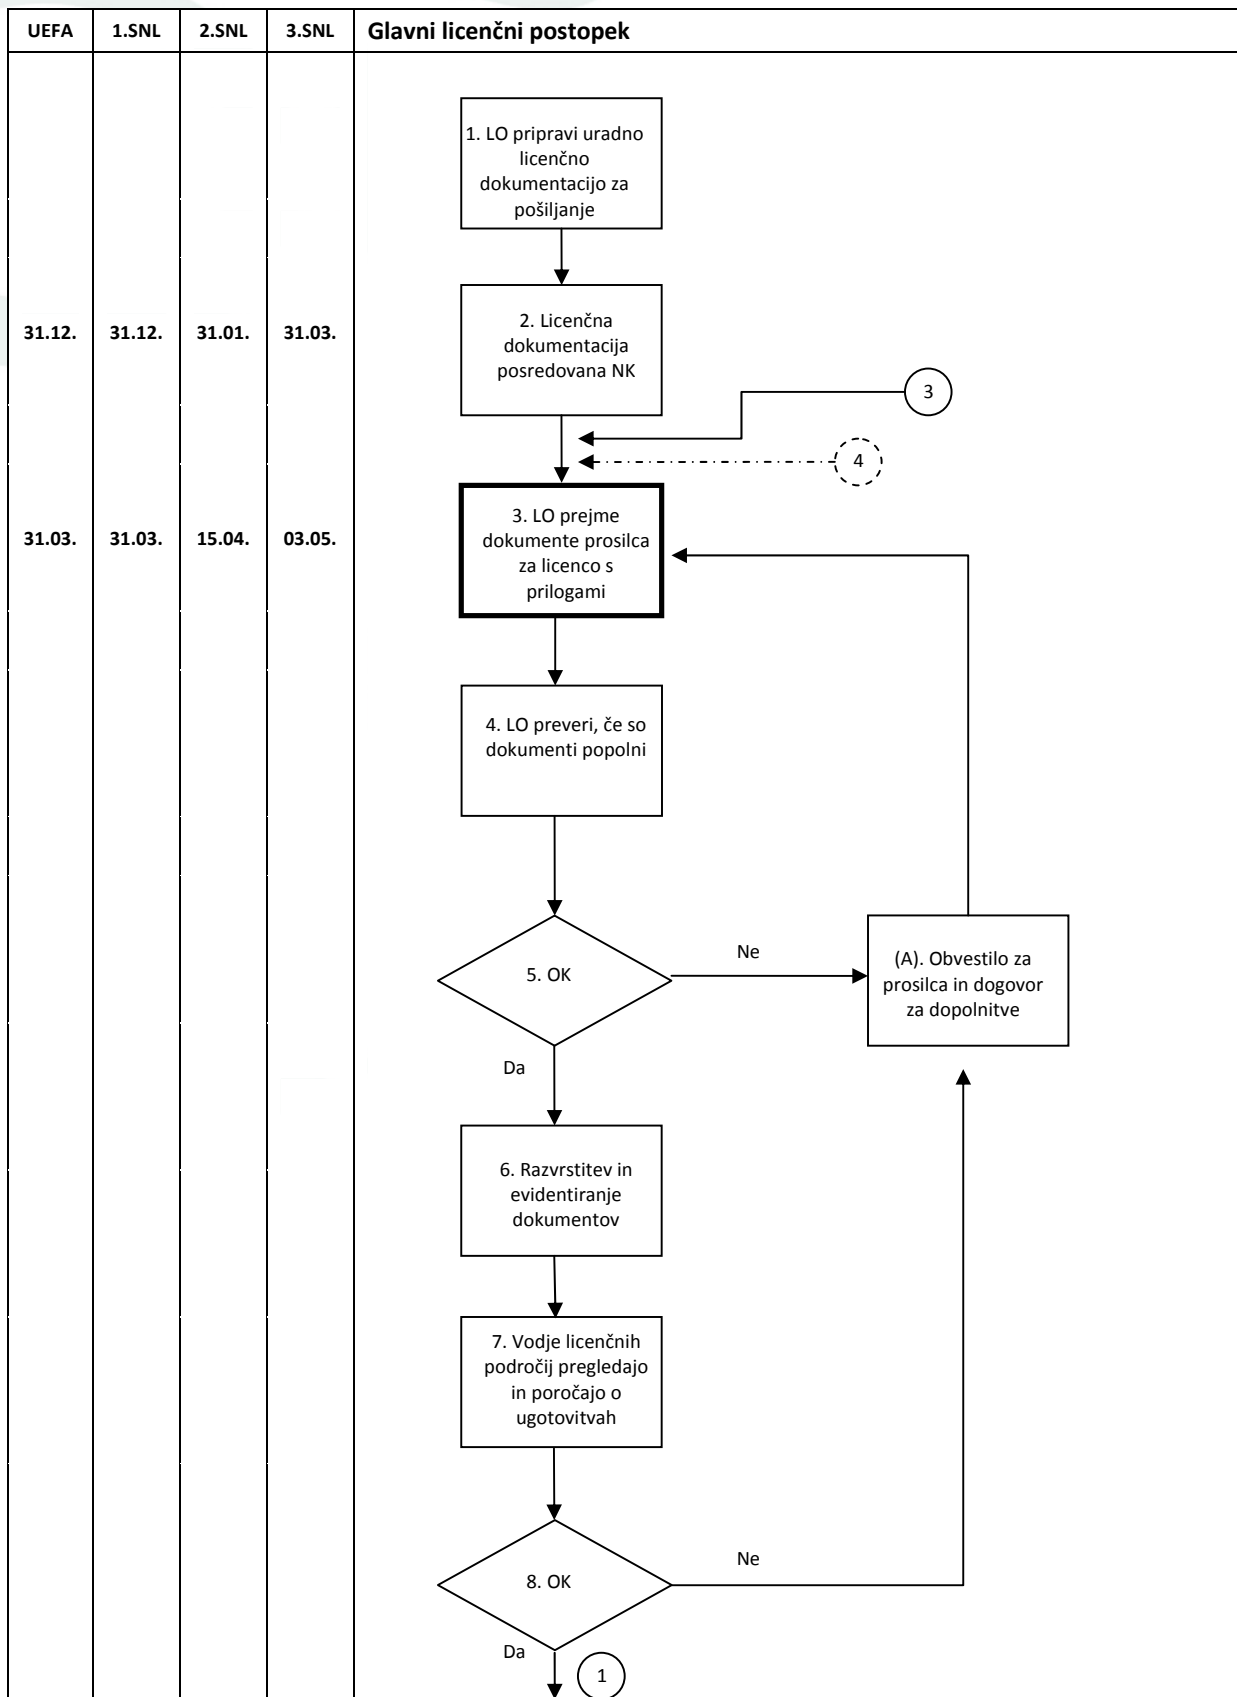 UEFA 1.SNL 2.SNL 3.SNL Glavni licenčni postopek
1. LO pripravi uradno
licenčno
dokumentacijo za
pošiljanje
31.12. 31.12. 31.01. 31.03.
2. Licenčna
dokumentacija
posredovana NK
3
4
31.03. 31.03. 15.04. 03.05.
3. LO prejme
dokumente prosilca
za licenco s
prilogami
4. LO preveri, če so
dokumenti popolni
5. OK
Ne
(A). Obvestilo za
prosilca in dogovor
za dopolnitve
Da
6. Razvrstitev in
evidentiranje
dokumentov
7. Vodje licenčnih
področij pregledajo
in poročajo o
ugotovitvah
8. OK
Ne
Da
1